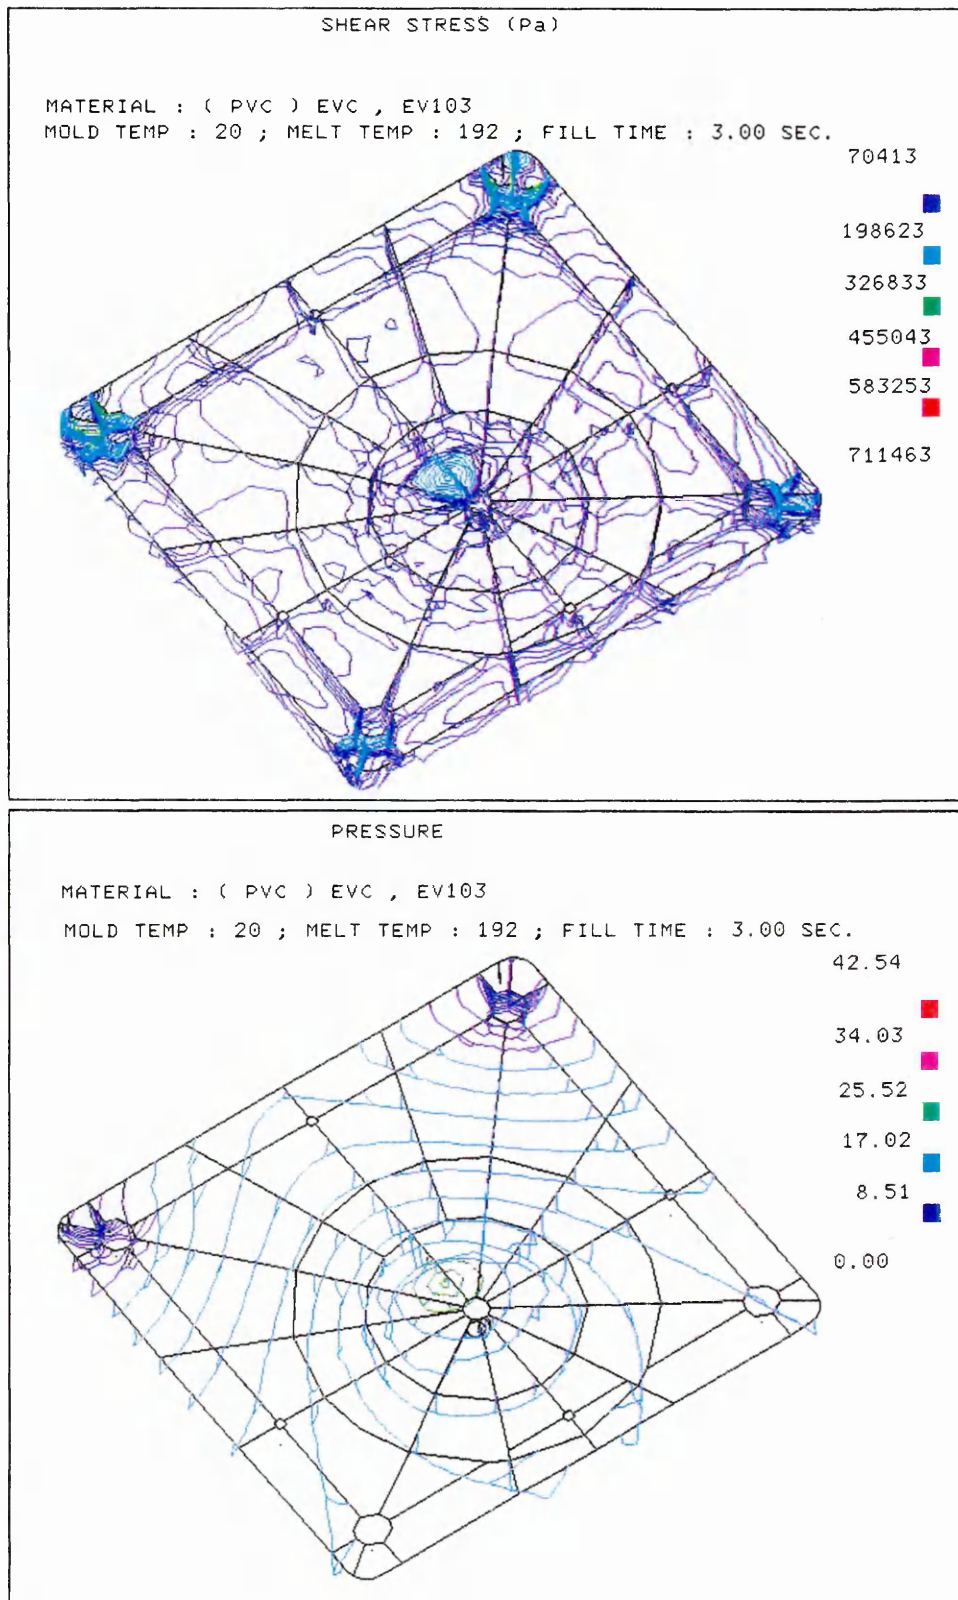 SHEAR STRESS (Pa)
MATERIAL : ( PVC ) EVC , EV103
MOLD TEMP : 20 ; MELT TEMP : 192 ; FILL TIME : 3.00 SEC.
70413
198623
326833
455043
583253
711463
PRESSURE
MATERIAL : ( PVC ) EVC , EV103
MOLD TEMP : 20 ; MELT TEMP : 192 ; FILL TIME : 3.00 SEC.
42.54
34.03
25.52
17.02
8.51
0.00